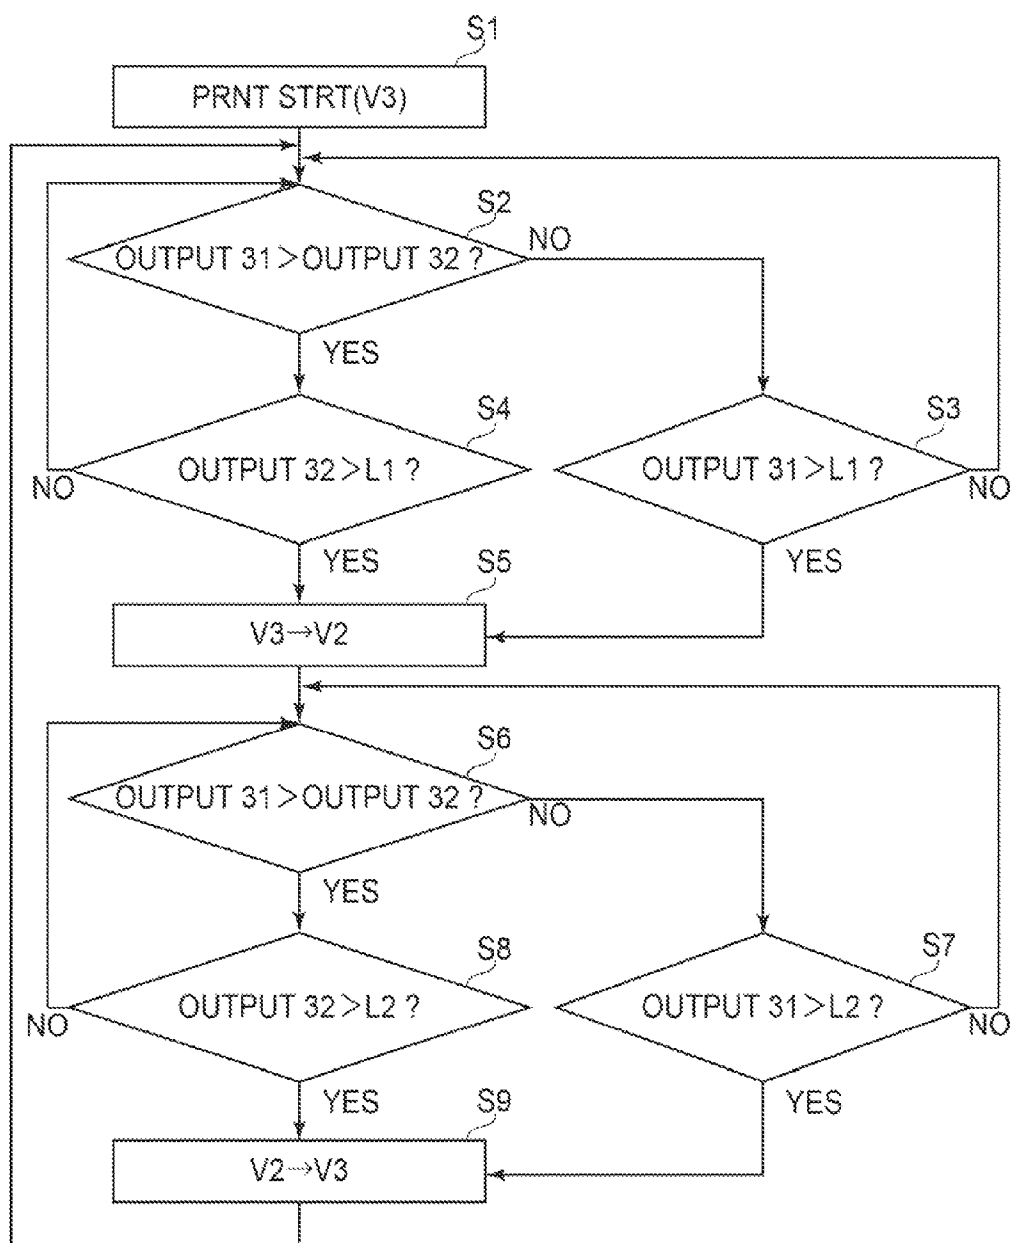 S1
PRNT STRT(V3)
S2
OUTPUT 31>OUTPUT 32 ?
NO
YES
S4
OUTPUT 32>L1 ?
NO
S3
OUTPUT 31>L1 ?
NO
YES
YES
S5
V3→V2
S6
OUTPUT 31>OUTPUT 32 ?
NO
YES
S8
OUTPUT 32>L2 ?
NO
S7
OUTPUT 31>L2 ?
NO
YES
YES
S9
V2→V3